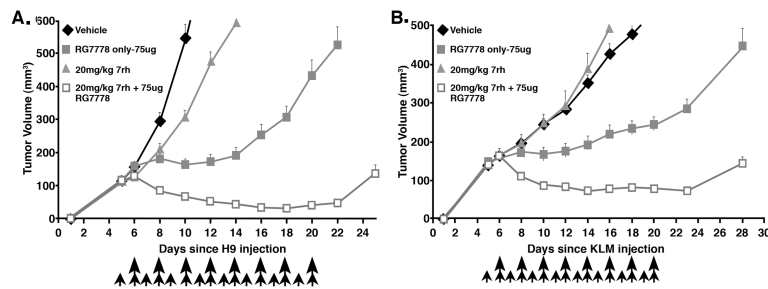 A.
600
500
400
300
200
100
0
Tumor Volume (mm³)
Vehicle
RG7778 only-75ug
20mg/kg 7rh
20mg/kg 7rh + 75ug
RG7778
0 2 4 6 8 10 12 14 16 18 20 22 24
Days since H9 injection
B.
500
400
300
200
100
0
Tumor Volume (mm³)
Vehicle
RG7778 only-75ug
20mg/kg 7rh
20mg/kg 7rh + 75ug
RG7778
0 2 4 6 8 10 12 14 16 18 20 22 24 26 28 30
Days since KLM injection